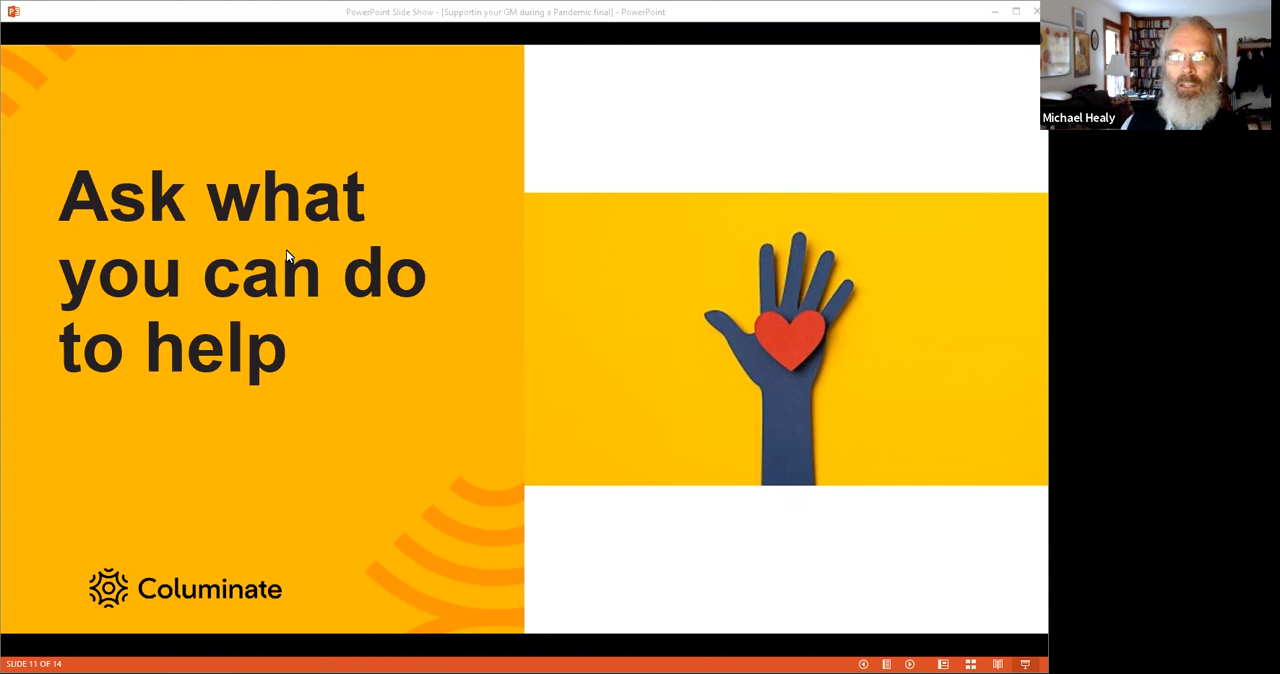 PowerPoint Slide Show - [Supportin your GM during a Pandemic final] - PowerPoint
Michael Healy
Ask what
you can do
to help
Columinate
SLIDE 11 OF 14